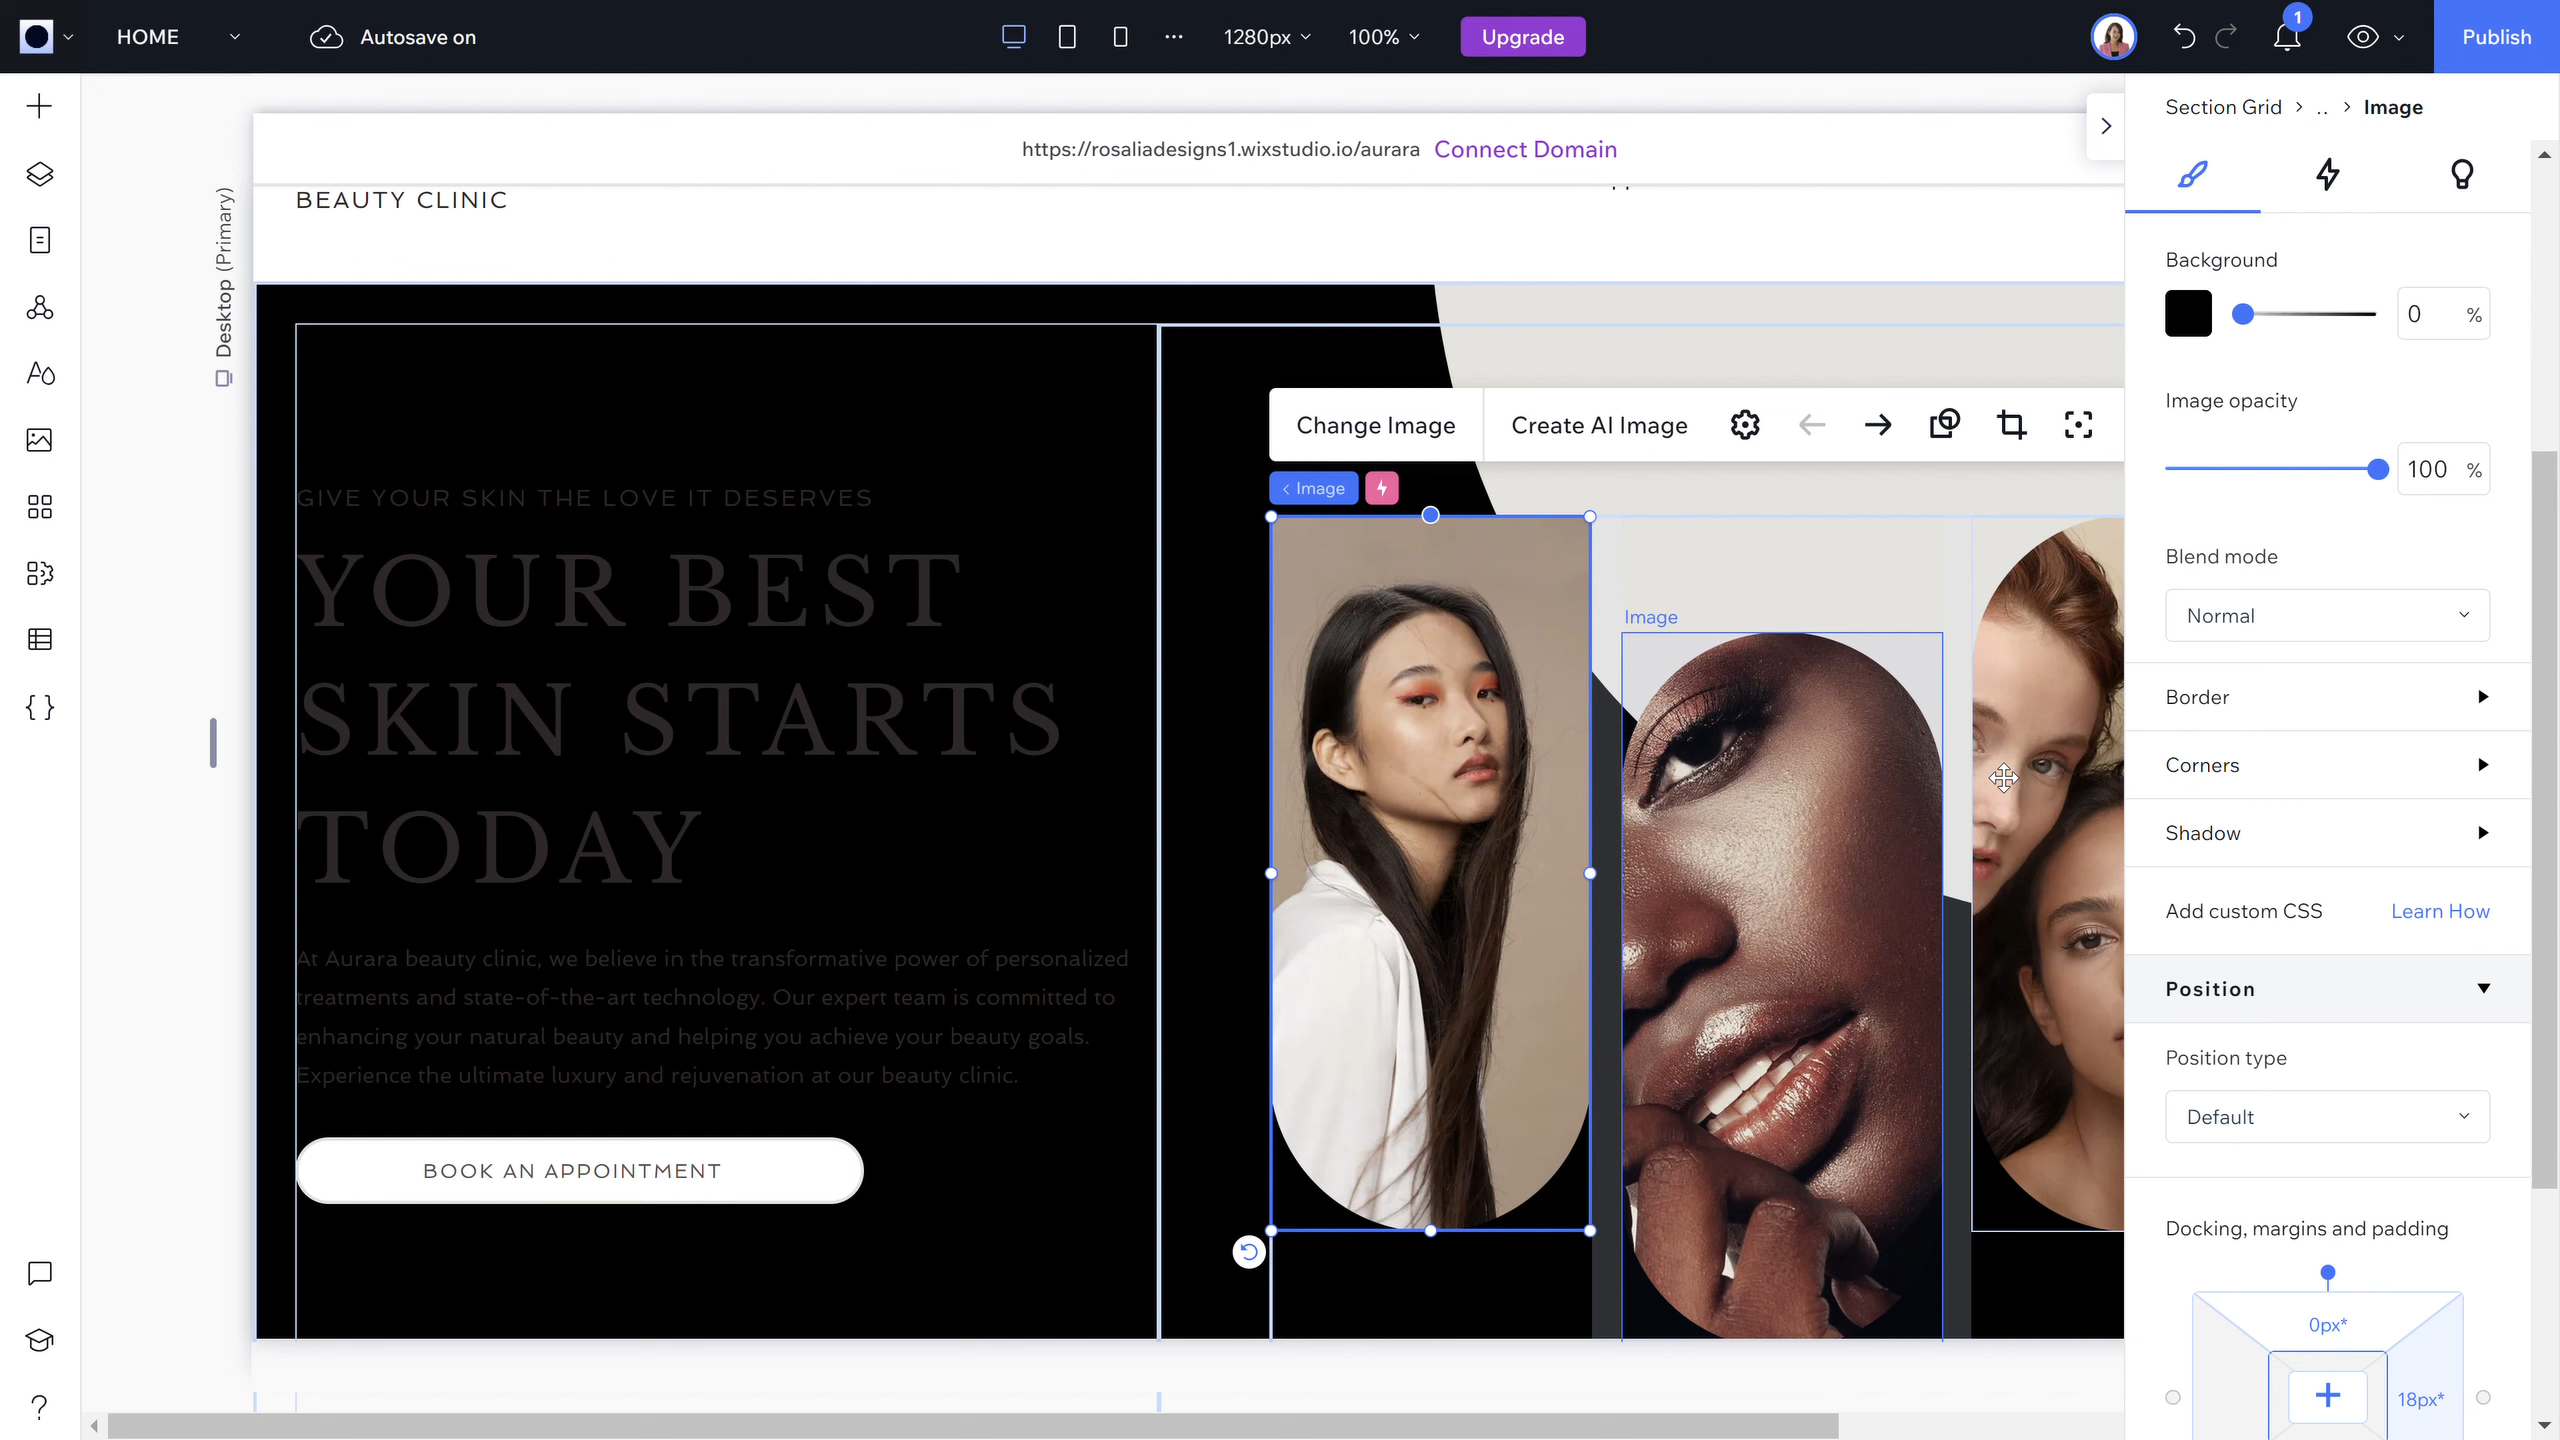 HOME
Autosave on
1280px
100%
Upgrade
1
Publish
Section Grid > .. > Image
https://rosaliadesigns1.wixstudio.io/aurara Connect Domain
BEAUTY CLINIC
Desktop (Primary)
Background
0 %
Image opacity
100 %
Change Image
Create AI Image
< Image
GIVE YOUR SKIN THE LOVE IT DESERVES
YOUR BEST
SKIN STARTS
TODAY
Image
Blend mode
Normal
Border
Corners
Shadow
Add custom CSS Learn How
At Aurara beauty clinic, we believe in the transformative power of personalized
treatments and state-of-the-art technology. Our expert team is committed to
enhancing your natural beauty and helping you achieve your beauty goals.
Experience the ultimate luxury and rejuvenation at our beauty clinic.
BOOK AN APPOINTMENT
Position
Position type
Default
Docking, margins and padding
0px*
18px*